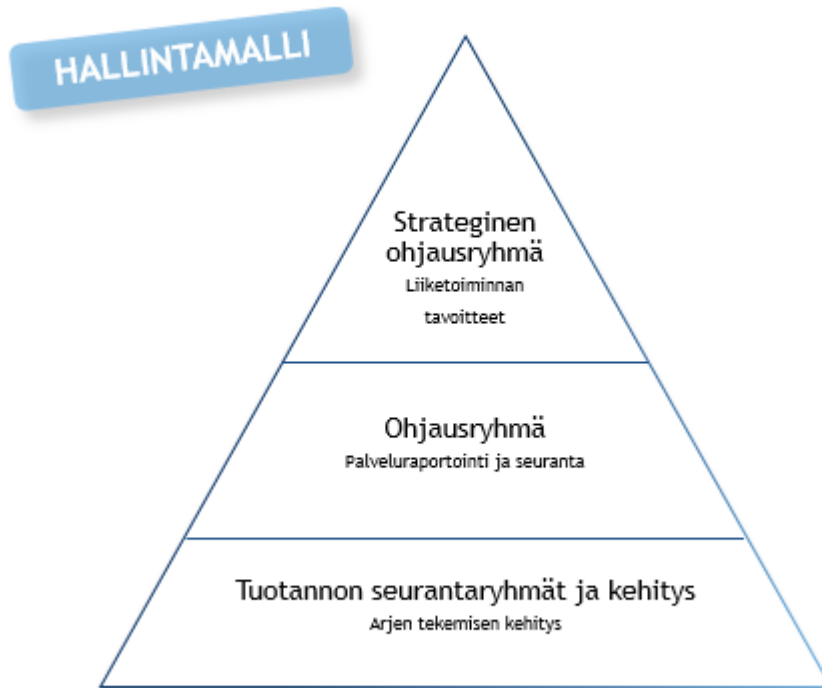 HALLINTAMALLI
Strateginen
ohjausryhmä
Liiketoiminnan
tavoitteet
Ohjausryhmä
Palveluraportointi ja seuranta
Tuotannon seurantaryhmät ja kehitys
Arjen tekemisen kehitys